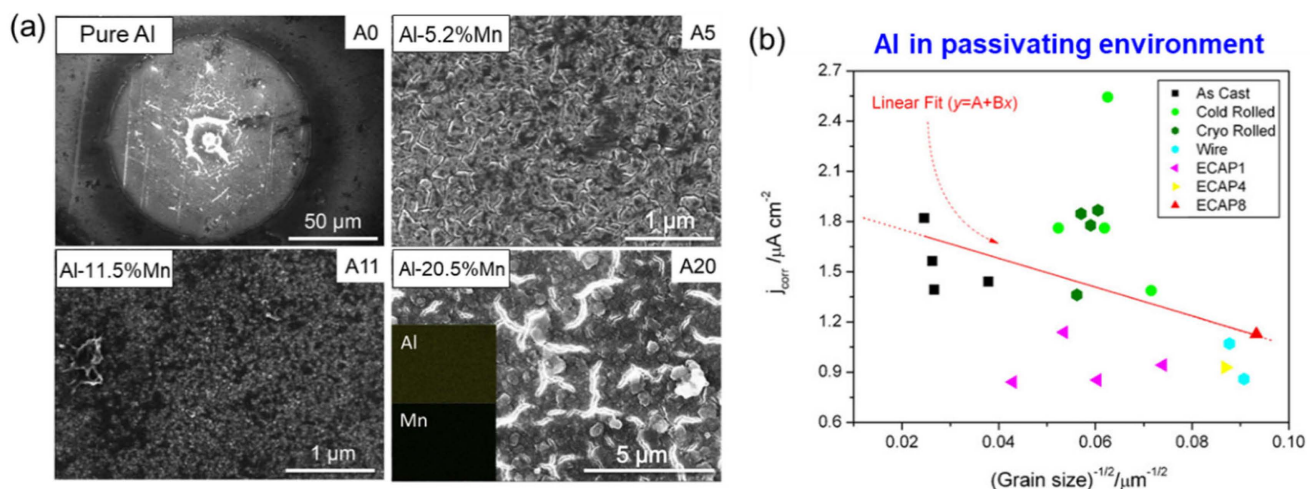 (a)
Pure Al
A0
50 µm
Al-5.2%Mn
A5
1 µm
Al-11.5%Mn
A11
1 µm
Al-20.5%Mn
A20
Al
Mn
5 µm
(b)
Al in passivating environment
2.7
2.4
2.1
1.8
1.5
1.2
0.9
0.6
j corr /µA cm⁻²
Linear Fit (y=A+Bx)
As Cast
Cold Rolled
Cryo Rolled
Wire
ECAP1
ECAP4
ECAP8
0.02 0.04 0.06 0.08 0.10
(Grain size)⁻¹/²/µm⁻¹/²